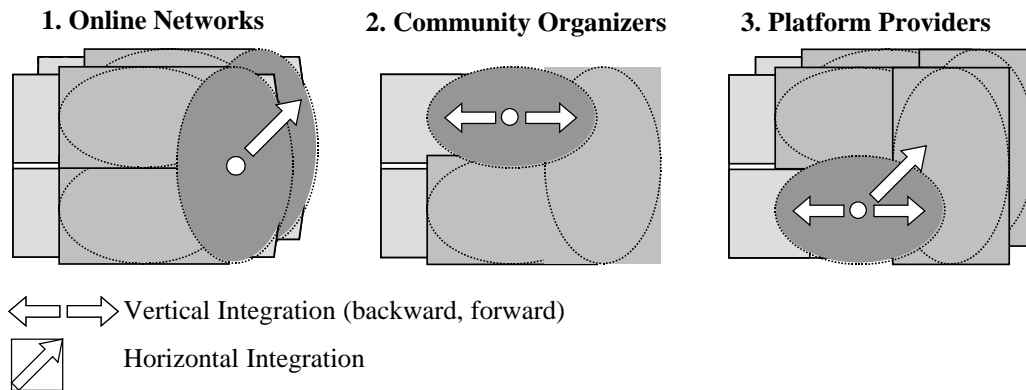 1. Online Networks
2. Community Organizers
3. Platform Providers
Vertical Integration (backward, forward)
Horizontal Integration